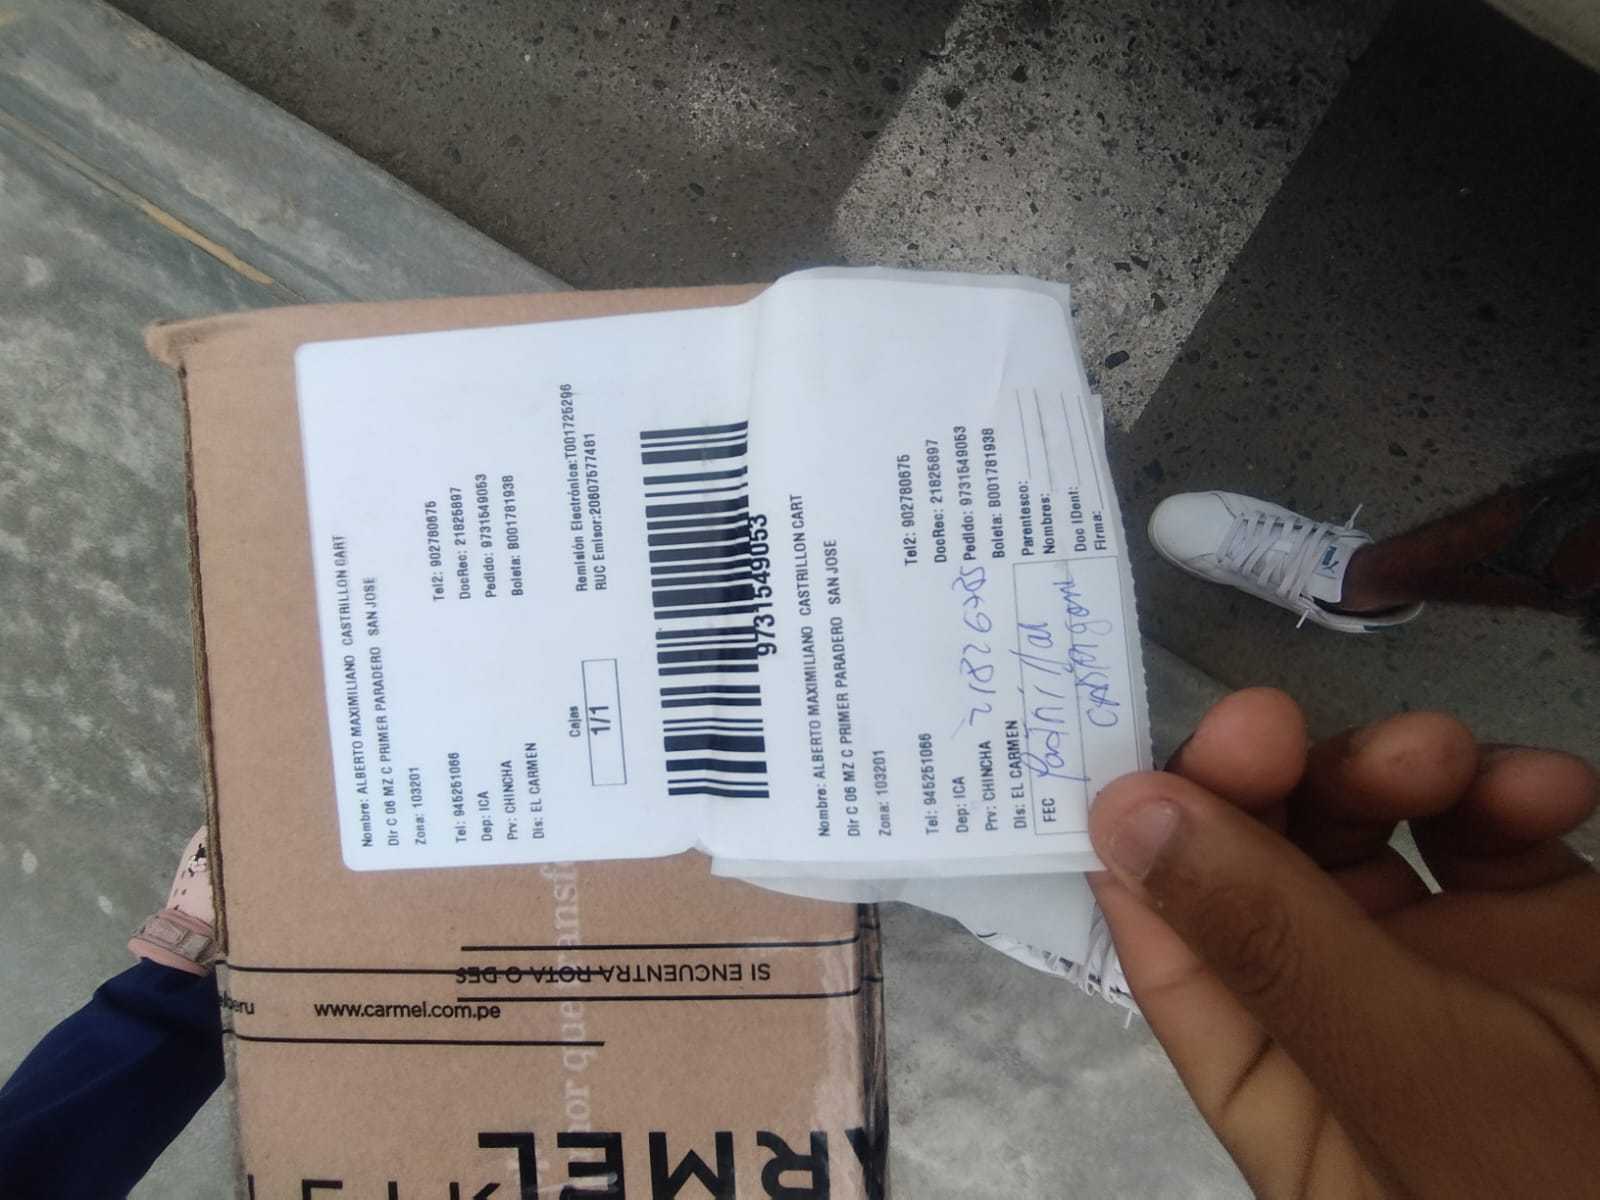 Nombre: ALBERTO MAXIMILIANO CASTRILLON CART
Dir C 06 MZ C PRIMER PARADERO SAN JOSE
Zona: 103201
Tel: 945251066 Tel2: 902780675
Dep: ICA DocRec: 21825897
Prv: CHINCHA Pedido: 9731549053
Dis: EL CARMEN Boleta: B001781938
Cajas
1/1
Remisión Electrónica:T001725296
RUC Emisor:20607577481
9731549053
Nombre: ALBERTO MAXIMILIANO CASTRILLON CART
Dir C 06 MZ C PRIMER PARADERO SAN JOSE
Zona: 103201
Tel: 945251066 Tel2: 902780675
Dep: ICA DocRec: 21825897
Prv: CHINCHA 21826785 Pedido: 9731549053
Dis: EL CARMEN Boleta: B001781938
FEC
Parentesco:
Nombres:
Doc IDent:
Firma:
SI ENCUENTRA ROTA O DES
www.carmel.com.pe
ARMEL